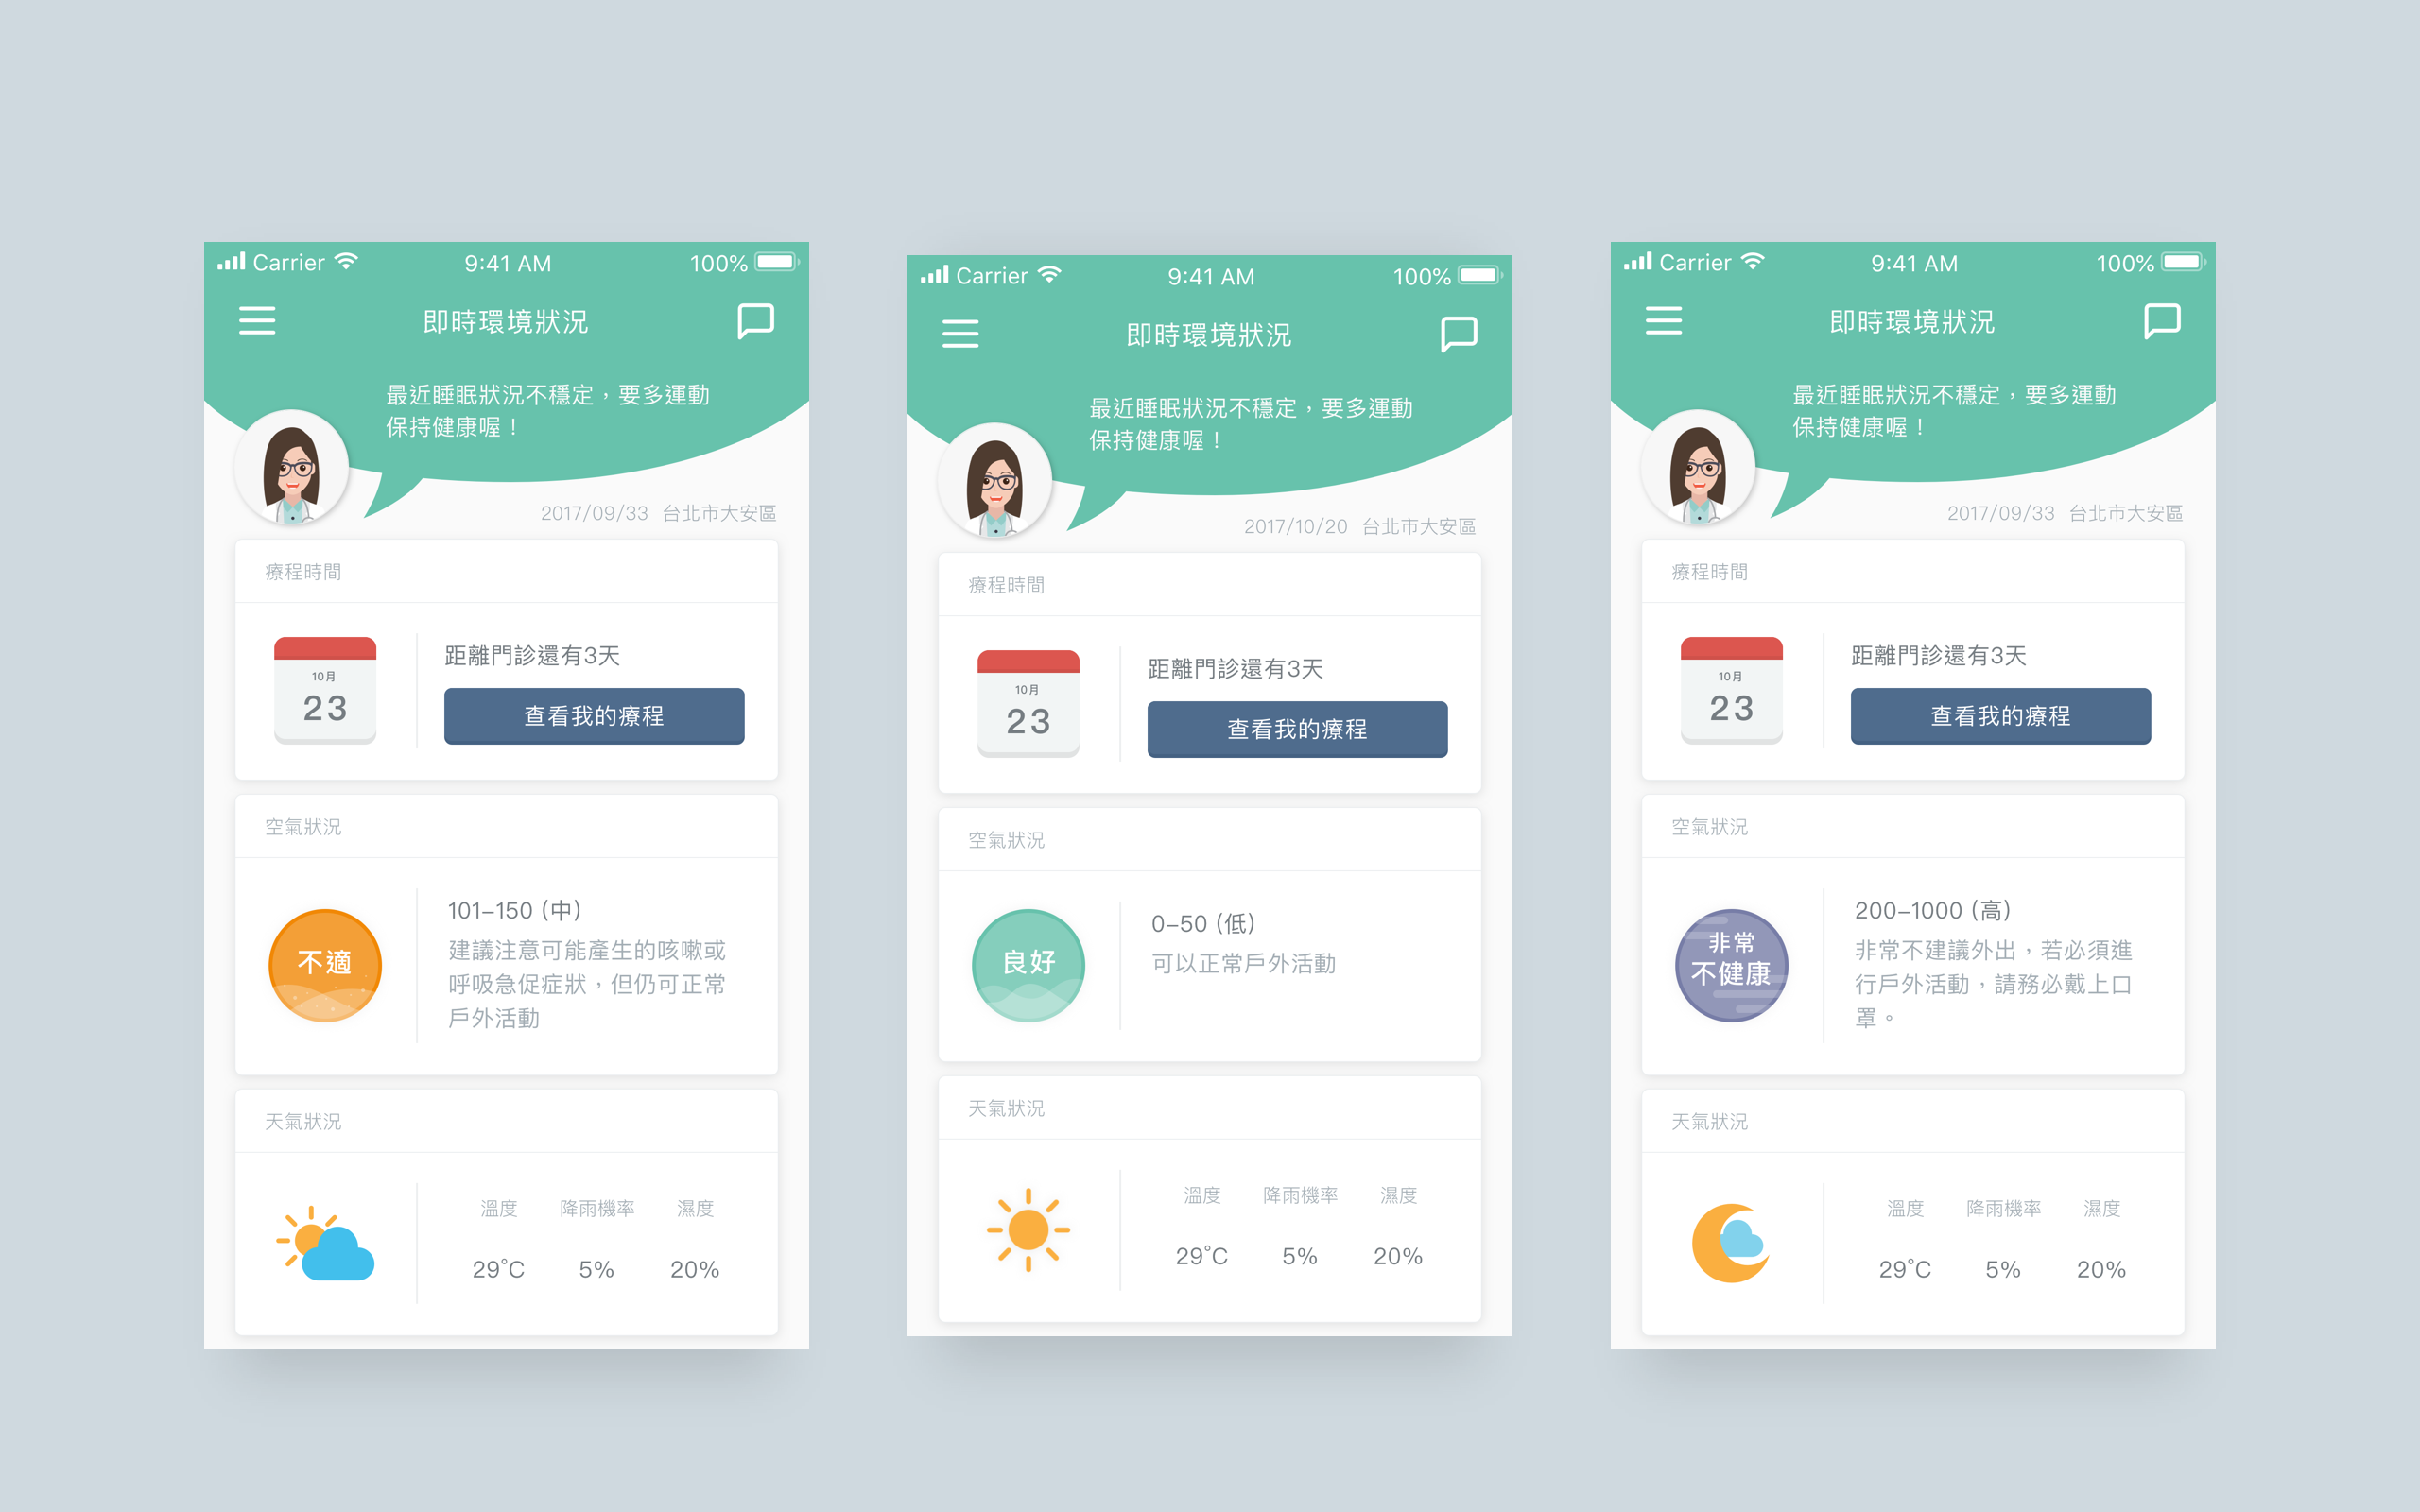 Carrier 9:41 AM 100%
即時環境狀況
最近睡眠狀況不穩定，要多運動
保持健康喔！
2017/09/33 台北市大安區
療程時間
10月
23
距離門診還有3天
查看我的療程
空氣狀況
不適
101–150 (中)
建議注意可能產生的咳嗽或
呼吸急促症狀，但仍可正常
戶外活動
天氣狀況
溫度 降雨機率 濕度
29°C 5% 20%
Carrier 9:41 AM 100%
即時環境狀況
最近睡眠狀況不穩定，要多運動
保持健康喔！
2017/10/20 台北市大安區
療程時間
10月
23
距離門診還有3天
查看我的療程
空氣狀況
良好
0–50 (低)
可以正常戶外活動
天氣狀況
溫度 降雨機率 濕度
29°C 5% 20%
Carrier 9:41 AM 100%
即時環境狀況
最近睡眠狀況不穩定，要多運動
保持健康喔！
2017/09/33 台北市大安區
療程時間
10月
23
距離門診還有3天
查看我的療程
空氣狀況
非常
不健康
200–1000 (高)
非常不建議外出，若必須進
行戶外活動，請務必戴上口
罩。
天氣狀況
溫度 降雨機率 濕度
29°C 5% 20%